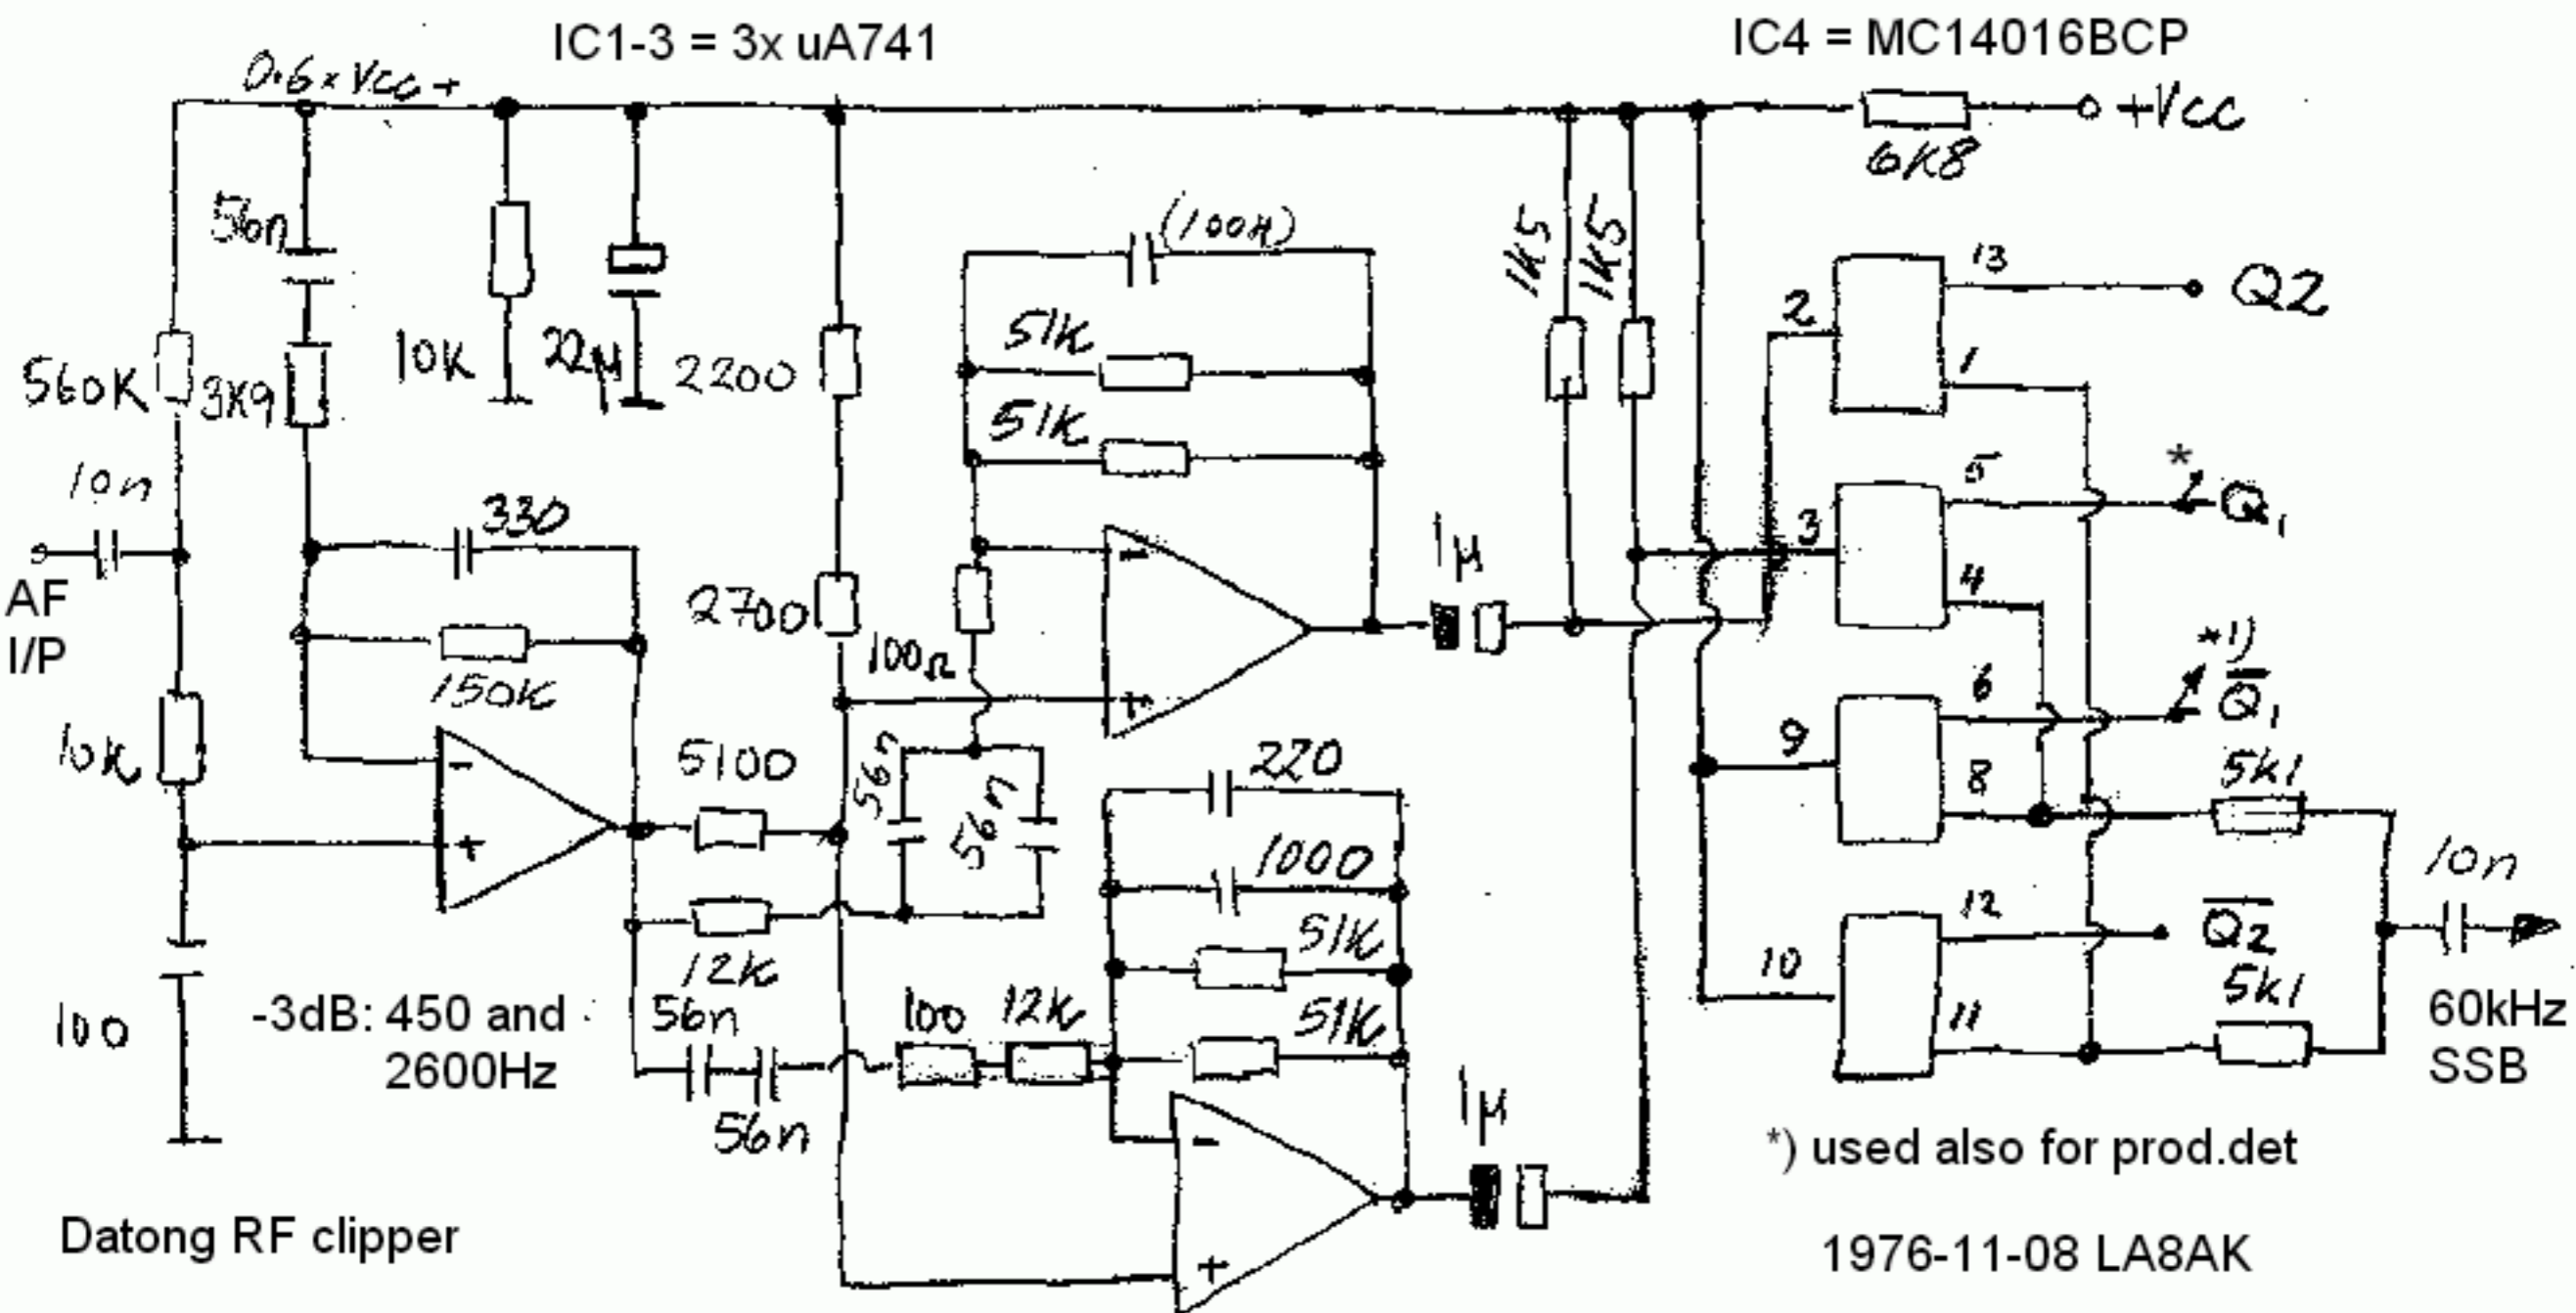 IC1-3 = 3x uA741
IC4 = MC14016BCP
0.6 x Vcc +
+Vcc
6K8
56n
560K
3K9
10K
22µ
2200
51K
51K
1K5
1K5
2
13
Q2
1
10n
AF
I/P
330
150K
2700
100Ω
-
+
1µ
3
5
*
Q1
4
*1)
6
Q̅1
9
8
5k1
10k
-
+
5100
56n
56n
220
1000
12K
51K
51K
12
Q̅2̅
10
11
5k1
10n
60kHz
SSB
100
-3dB: 450 and
2600Hz
56n
56n
100
12K
-
+
1µ
*) used also for prod.det
Datong RF clipper
1976-11-08 LA8AK